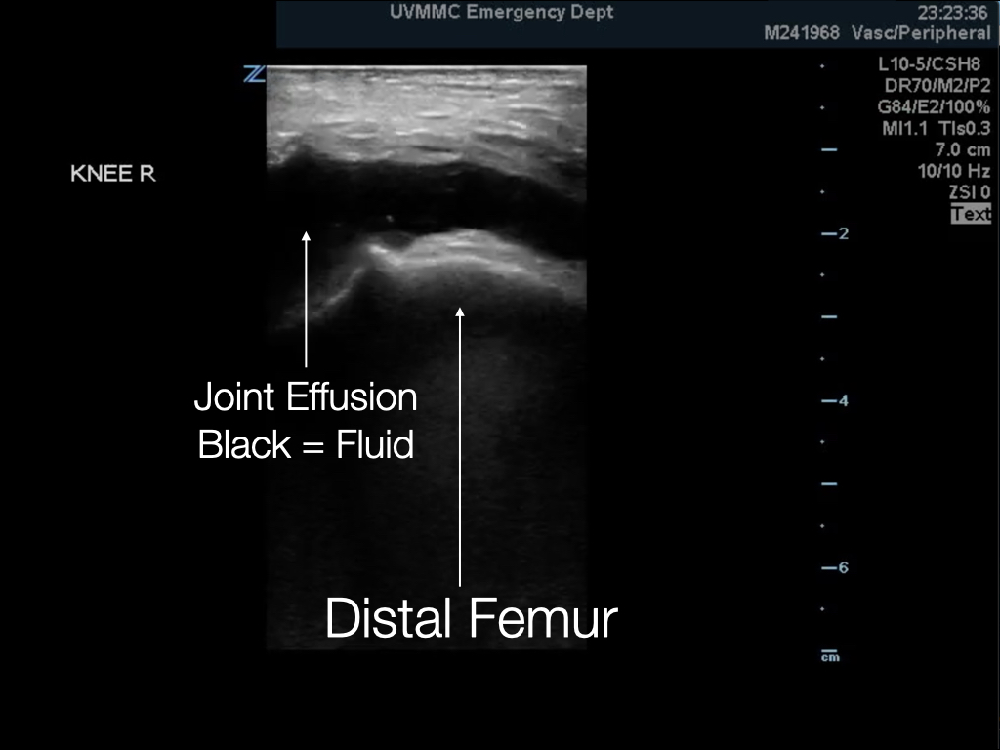 UVMMC Emergency Dept
23:23:36
M241968 Vasc/Peripheral
L10-5/CSH8
DR70/M2/P2
G84/E2/100%
MI1.1 TIs0.3
7.0 cm
10/10 Hz
ZSI 0
Text
Z
KNEE R
2
4
6
cm
Joint Effusion
Black = Fluid
Distal Femur